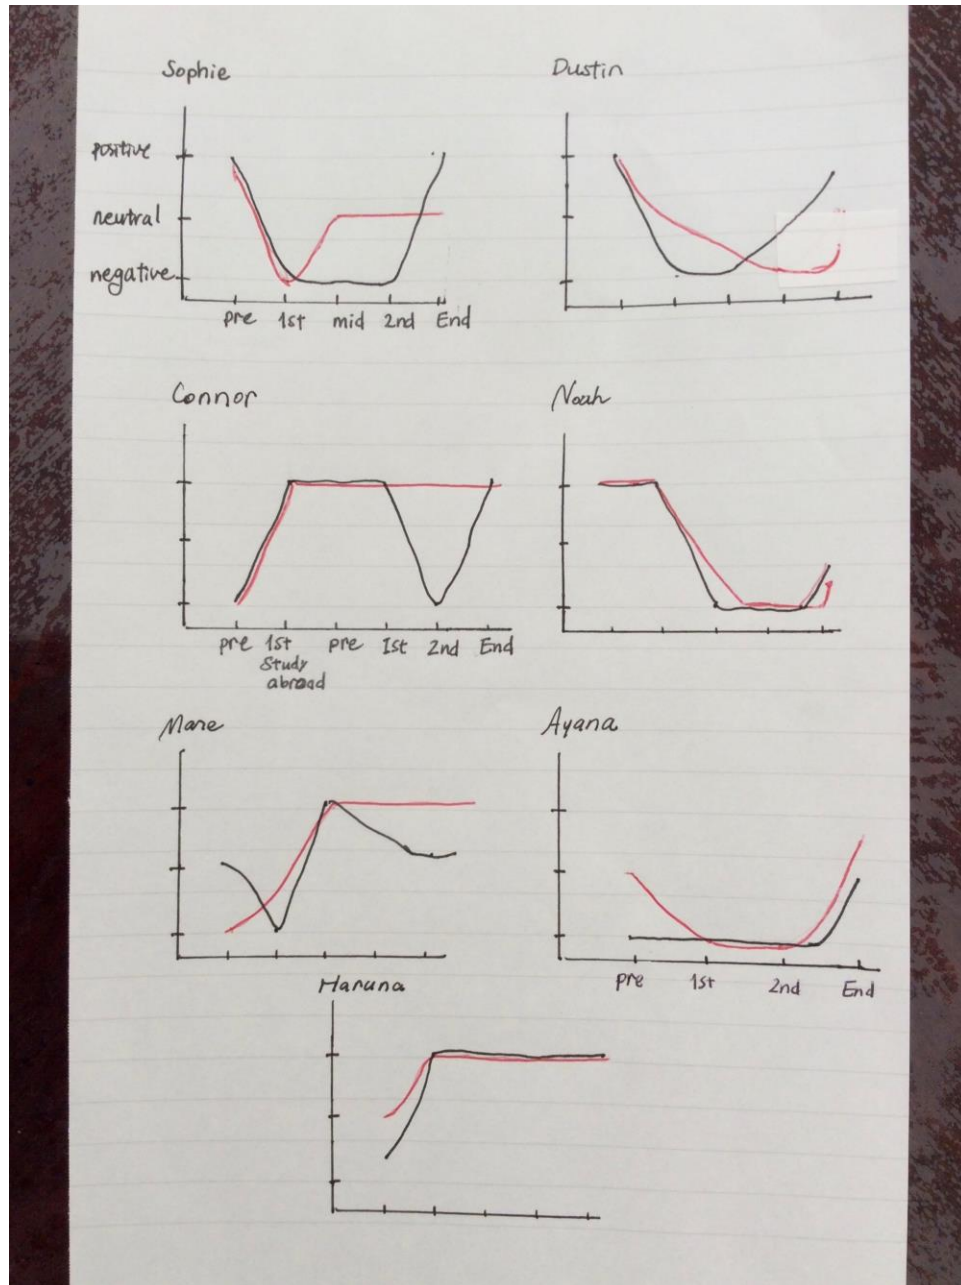 Sophie
Dustin
positive
neutral
negative
pre 1st mid 2nd End
Connor
Noah
pre 1st pre 1st 2nd End
Study
abroad
Mare
Ayana
pre 1st 2nd End
Haruna